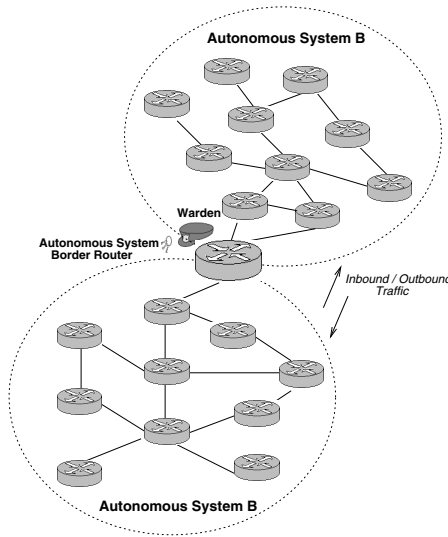 Autonomous System B
Warden
Autonomous System
Border Router
Inbound / Outbound
Traffic
Autonomous System B